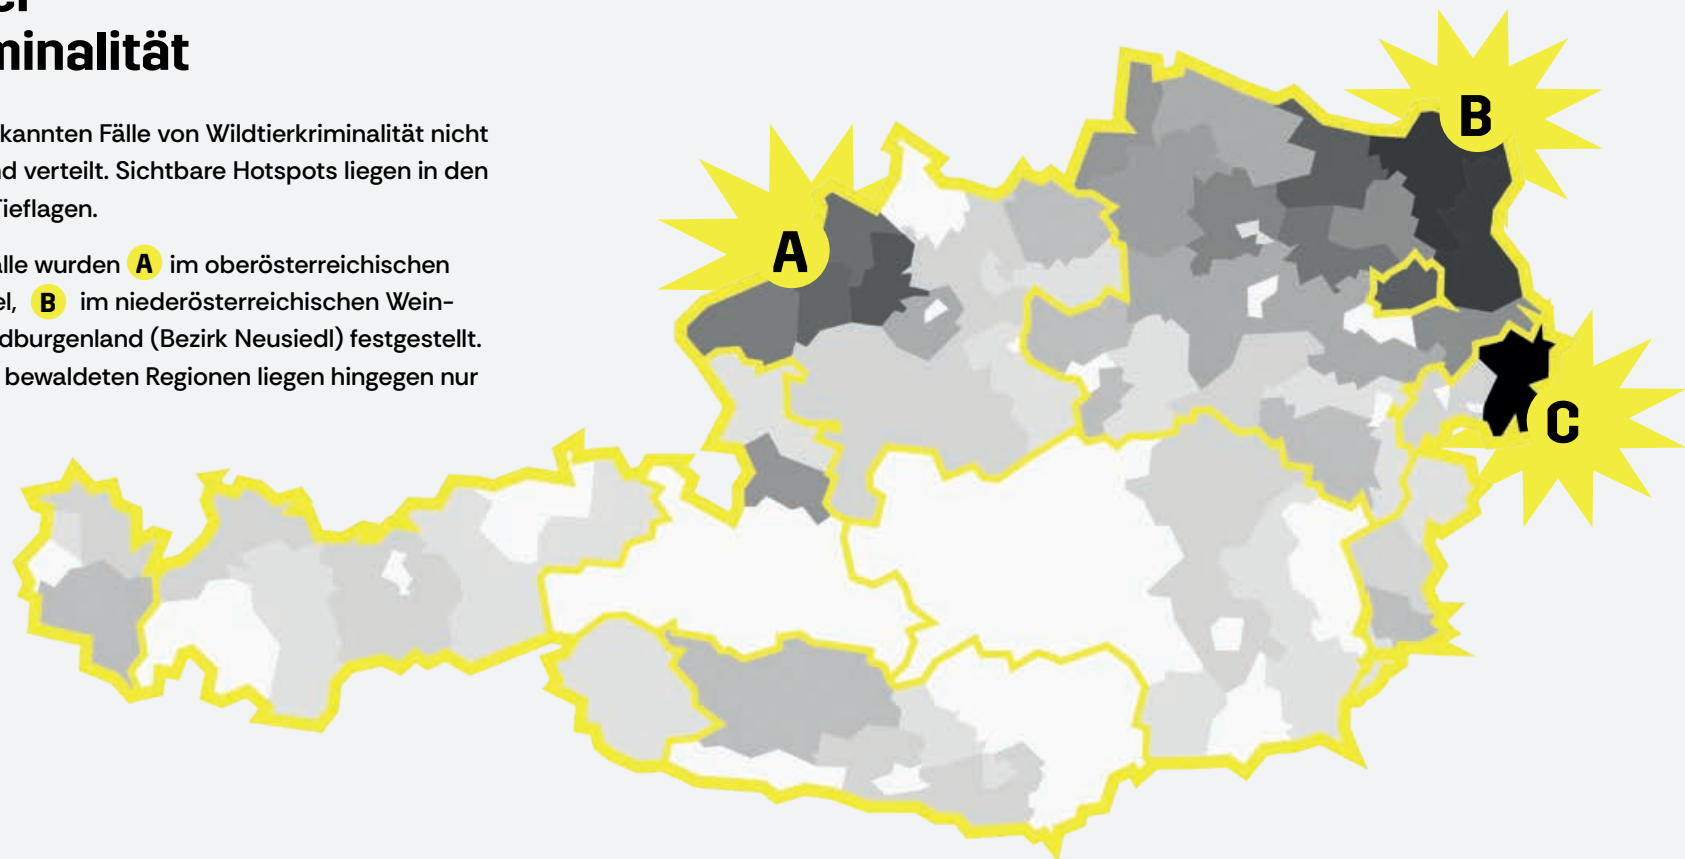 minalität
kannten Fälle von Wildtierkriminalität nicht
d verteilt. Sichtbare Hotspots liegen in den
Tieflagen.
älle wurden A im oberösterreichischen
el, B im niederösterreichischen Wein-
dburgenland (Bezirk Neusiedl) festgestellt.
bewaldeten Regionen liegen hingegen nur
A
B
C